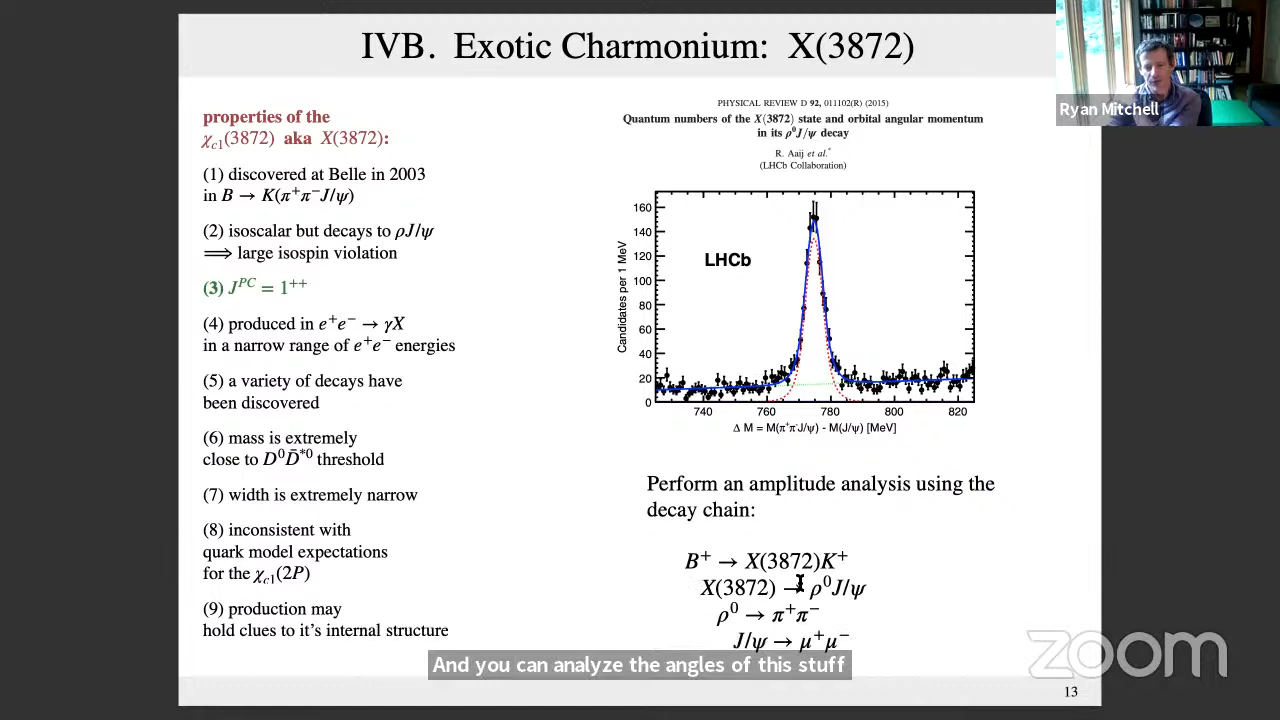 IVB. Exotic Charmonium: X(3872)
Ryan Mitchell
properties of the
χc1(3872) aka X(3872):
(1) discovered at Belle in 2003
in B → K(π⁺π⁻J/ψ)
(2) isoscalar but decays to ρJ/ψ
⟹ large isospin violation
(3) J^PC = 1⁺⁺
(4) produced in e⁺e⁻ → γX
in a narrow range of e⁺e⁻ energies
(5) a variety of decays have
been discovered
(6) mass is extremely
close to D⁰D̄*⁰ threshold
(7) width is extremely narrow
(8) inconsistent with
quark model expectations
for the χc1(2P)
(9) production may
hold clues to it's internal structure
PHYSICAL REVIEW D 92, 011102(R) (2015)
Quantum numbers of the X(3872) state and orbital angular momentum
in its ρ⁰J/ψ decay
R. Aaij et al.*
(LHCb Collaboration)
Candidates per 1 MeV
160
140
120
100
80
60
40
20
0
LHCb
740 760 780 800 820
Δ M = M(π⁺π⁻J/ψ) - M(J/ψ) [MeV]
Perform an amplitude analysis using the
decay chain:
B⁺ → X(3872)K⁺
X(3872) → ρ⁰J/ψ
ρ⁰ → π⁺π⁻
J/ψ → μ⁺μ⁻
And you can analyze the angles of this stuff
zoom
13